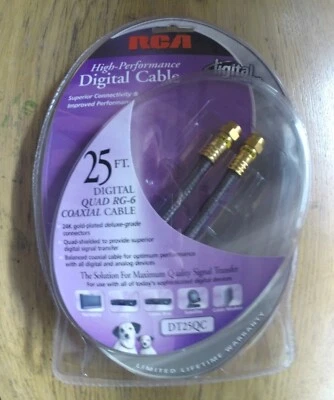 RCA
High-Performance
Digital Cable
digital
Superior Connectivity &
Improved Performance
25 FT.
DIGITAL
QUAD RG-6
COAXIAL CABLE
24K gold-plated deluxe-grade
connectors
Quad-shielded to provide superior
digital signal transfer
Balanced coaxial cable for optimum performance
with all digital and analog devices
The Solution For Maximum Quality Signal Transfer
For use with all of today's sophisticated digital devices
DT25QC
LIMITED LIFETIME WARRANTY